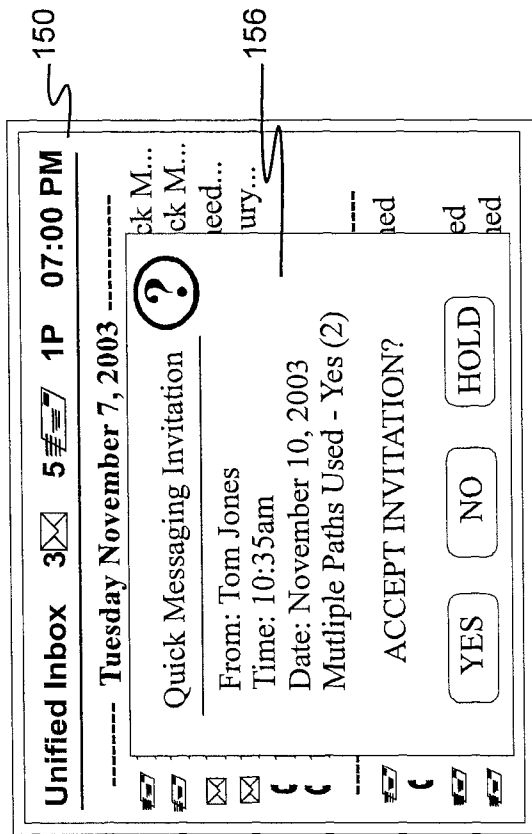 Unified Inbox 3 5 1P 07:00 PM
150
-------- Tuesday November 7, 2003 ----------
ck M...
Quick Messaging Invitation ?
ck M...
need...
ury...
156
From: Tom Jones
Time: 10:35am
Date: November 10, 2003
Mutliple Paths Used - Yes (2)
ACCEPT INVITATION?
ned
ed
ned
YES NO HOLD